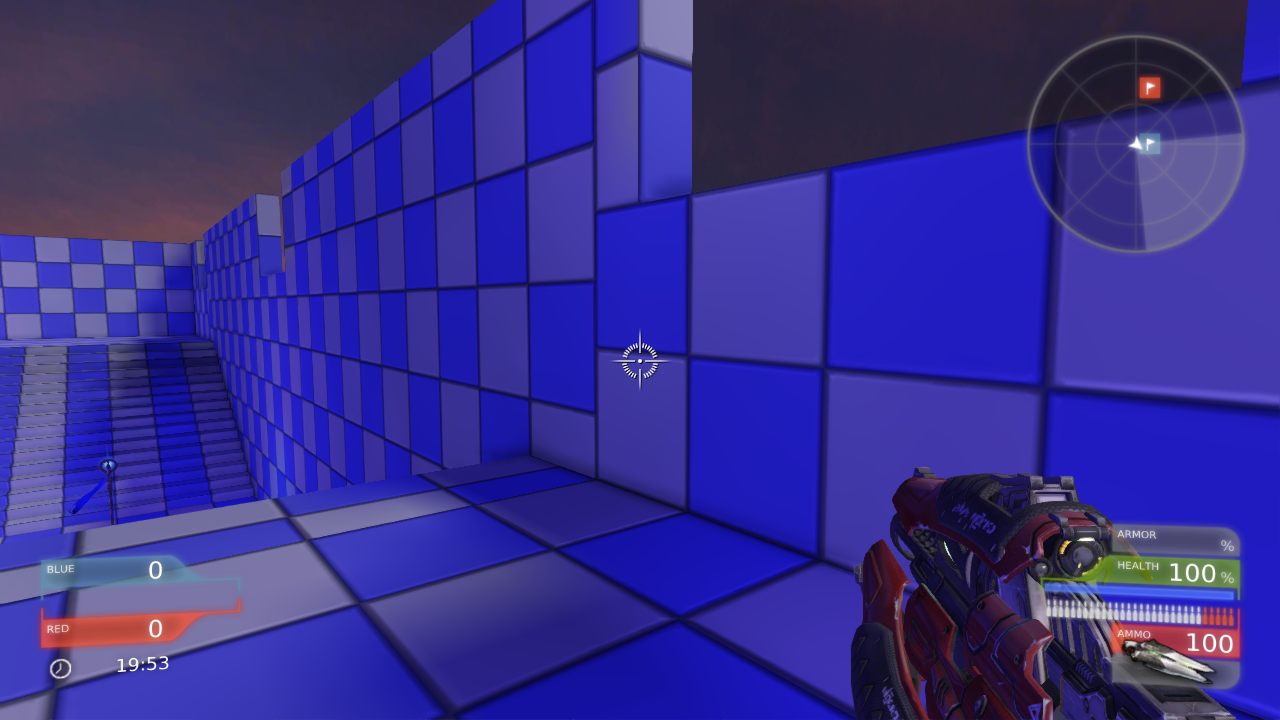 BLUE 0
RED 0
19:53
ARMOR %
HEALTH 100 %
AMMO 100